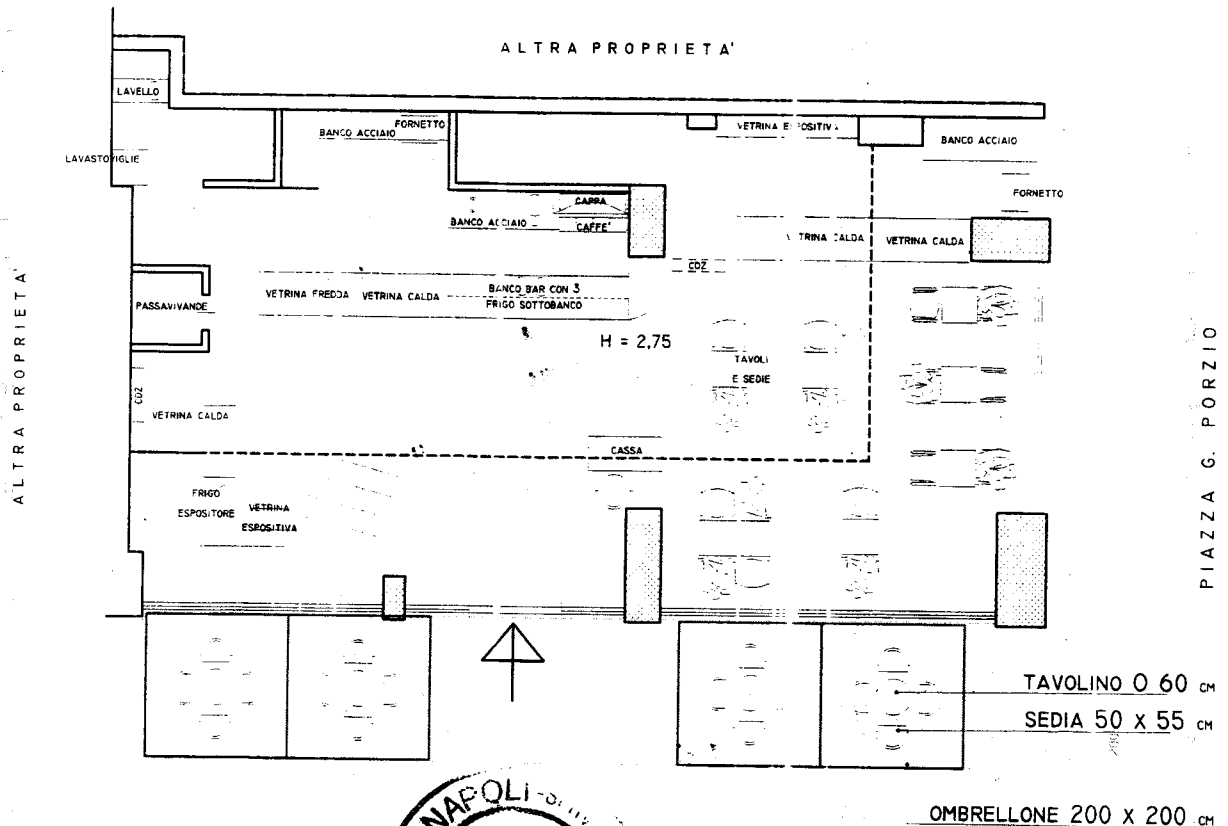 ALTRA PROPRIETA'
LAVELLO
LAVASTOVIGLIE
BANCO ACCIAIO
FORNETTO
VETRINA ESPOSITIVA
BANCO ACCIAIO
FORNETTO
BANCO ACCIAIO
CAPPA
CAFFE'
VETRINA CALDA
VETRINA CALDA
CDZ
ALTRA PROPRIETA'
PASSAVIVANDE
VETRINA FREDDA
VETRINA CALDA
BANCO BAR CON 3
FRIGO SOTTOBANCO
H = 2,75
TAVOLI
E SEDIE
PIAZZA G. PORZIO
CDZ
VETRINA CALDA
CASSA
FRIGO
ESPOSITORE
VETRINA
ESPOSITIVA
TAVOLINO O 60 CM
SEDIA 50 X 55 CM
NAPOLI
OMBRELLONE 200 X 200 CM